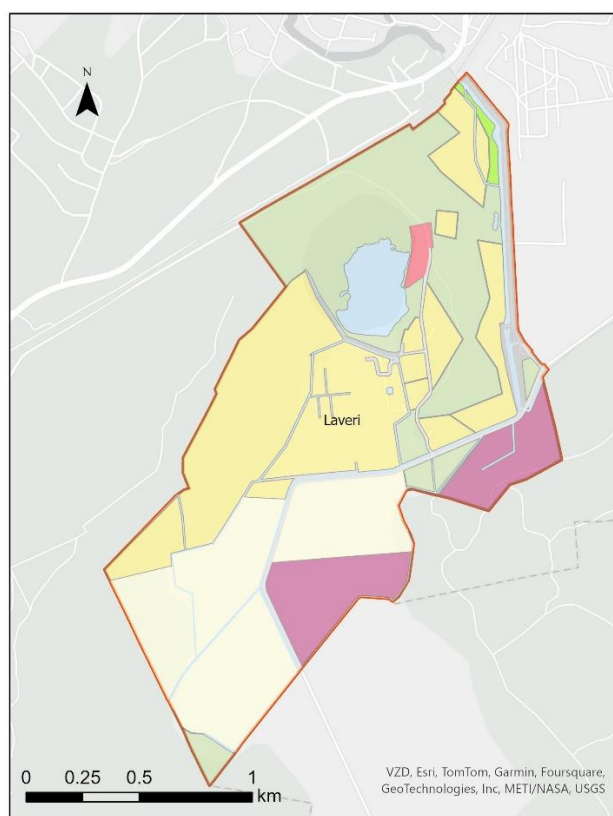 N
Laveri
0 0.25 0.5 1
km
VZD, Esri, TomTom, Garmin, Foursquare,
GeoTechnologies, Inc, METI/NASA, USGS